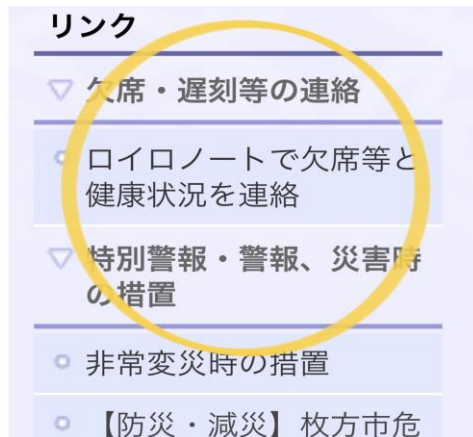 リンク
欠席・遅刻等の連絡
ロイロノートで欠席等と
健康状況を連絡
特別警報・警報、災害時
の措置
非常変災時の措置
【防災・減災】枚方市危